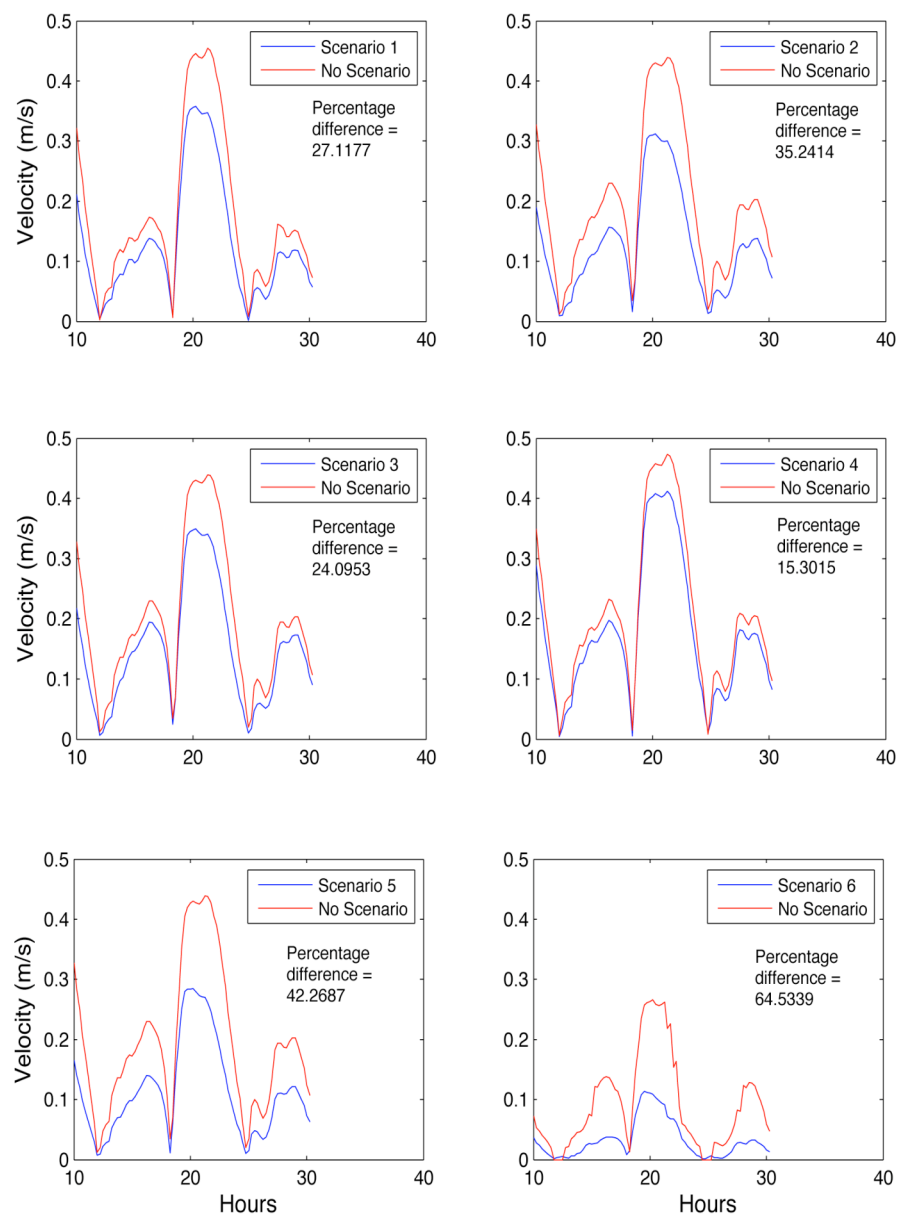 0.5
0.4
0.3
0.2
0.1
0
Velocity (m/s)
10
20
30
40
Scenario 1
No Scenario
Percentage
difference =
27.1177
0.5
0.4
0.3
0.2
0.1
0
10
20
30
40
Scenario 2
No Scenario
Percentage
difference =
35.2414
0.5
0.4
0.3
0.2
0.1
0
Velocity (m/s)
10
20
30
40
Scenario 3
No Scenario
Percentage
difference =
24.0953
0.5
0.4
0.3
0.2
0.1
0
10
20
30
40
Scenario 4
No Scenario
Percentage
difference =
15.3015
0.5
0.4
0.3
0.2
0.1
0
Velocity (m/s)
10
20
30
40
Hours
Scenario 5
No Scenario
Percentage
difference =
42.2687
0.5
0.4
0.3
0.2
0.1
0
10
20
30
40
Hours
Scenario 6
No Scenario
Percentage
difference =
64.5339